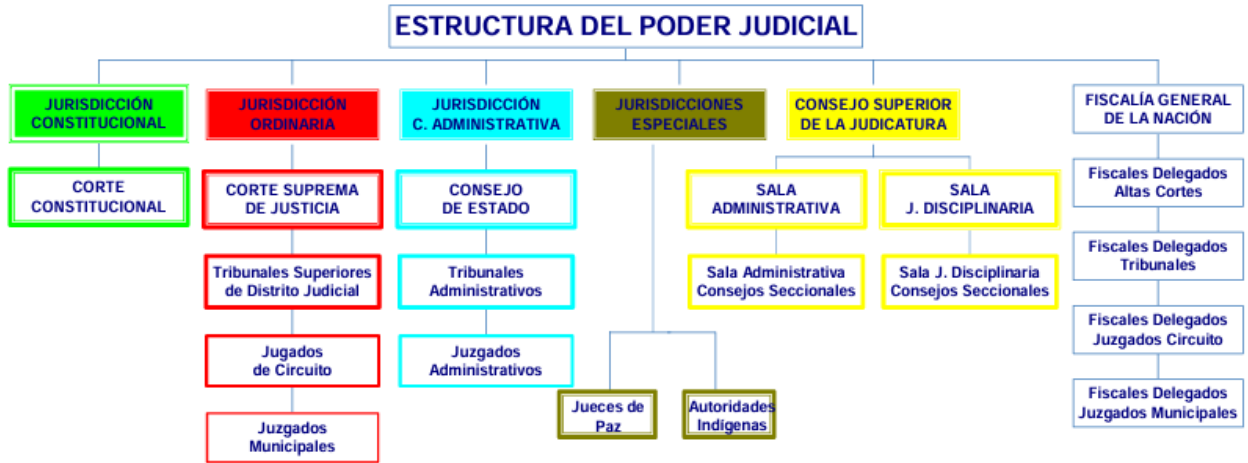 ESTRUCTURA DEL PODER JUDICIAL
JURISDICCIÓN
CONSTITUCIONAL
CORTE
CONSTITUCIONAL
JURISDICCIÓN
ORDINARIA
CORTE SUPREMA
DE JUSTICIA
Tribunales Superiores
de Distrito Judicial
Jugados
de Circuito
Juzgados
Municipales
JURISDICCIÓN
C. ADMINISTRATIVA
CONSEJO
DE ESTADO
Tribunales
Administrativos
Juzgados
Administrativos
JURISDICCIONES
ESPECIALES
Jueces de
Paz
Autoridades
Indígenas
CONSEJO SUPERIOR
DE LA JUDICATURA
SALA
ADMINISTRATIVA
Sala Administrativa
Consejos Seccionales
SALA
J. DISCIPLINARIA
Sala J. Disciplinaria
Consejos Seccionales
FISCALÍA GENERAL
DE LA NACIÓN
Fiscales Delegados
Altas Cortes
Fiscales Delegados
Tribunales
Fiscales Delegados
Juzgados Circuito
Fiscales Delegados
Juzgados Municipales